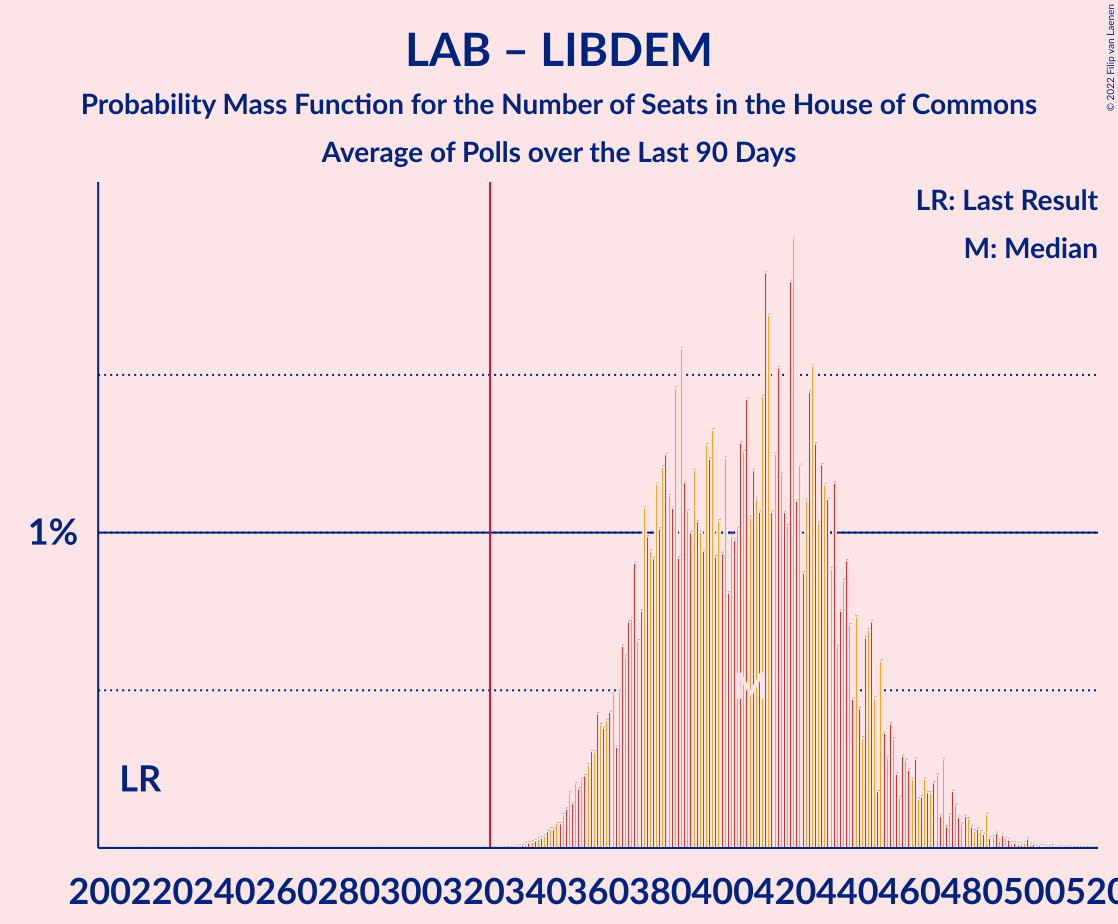 LAB – LIBDEM
Probability Mass Function for the Number of Seats in the House of Commons
Average of Polls over the Last 90 Days
© 2022 Filip van Laenen
LR: Last Result
M: Median
1%
M
LR
200220240260280300320340360380400420440460480500520